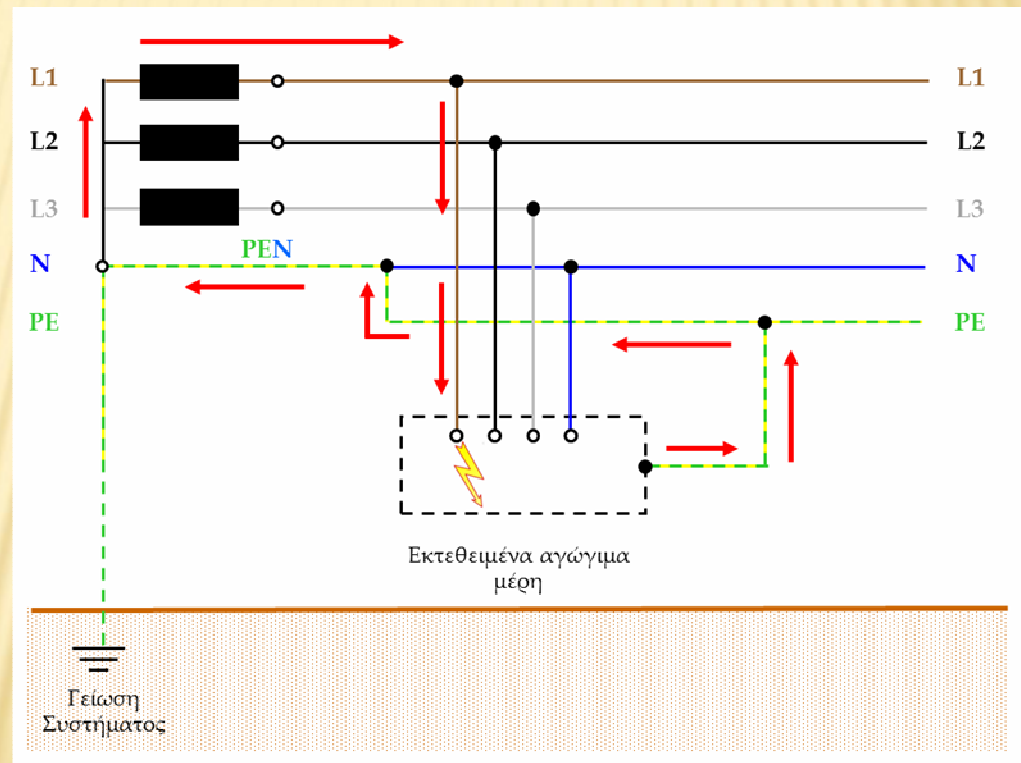 L1 L1
L2 L2
L3 L3
PEN
N N
PE PE
Εκτεθειμένα αγώγιμα
μέρη
Γείωση
Συστήματος